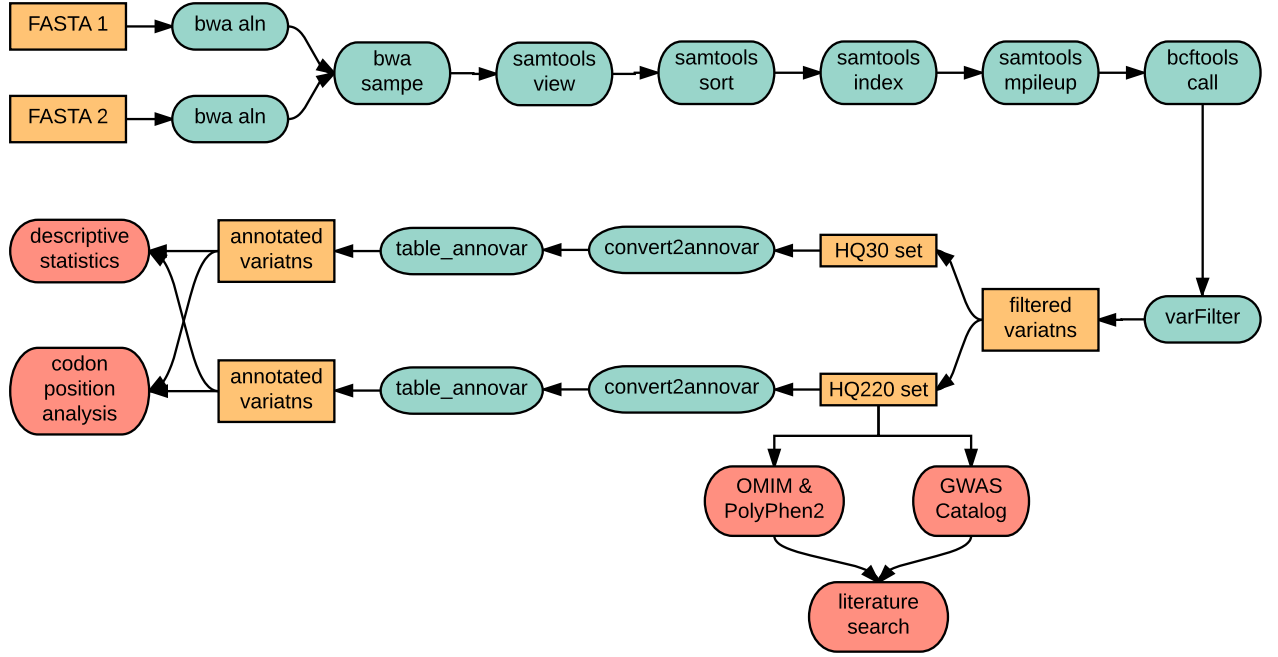 FASTA 1
bwa aln
FASTA 2
bwa aln
bwa
sampe
samtools
view
samtools
sort
samtools
index
samtools
mpileup
bcftools
call
varFilter
filtered
variatns
HQ30 set
convert2annovar
table_annovar
annotated
variatns
descriptive
statistics
HQ220 set
convert2annovar
table_annovar
annotated
variatns
codon
position
analysis
OMIM &
PolyPhen2
GWAS
Catalog
literature
search